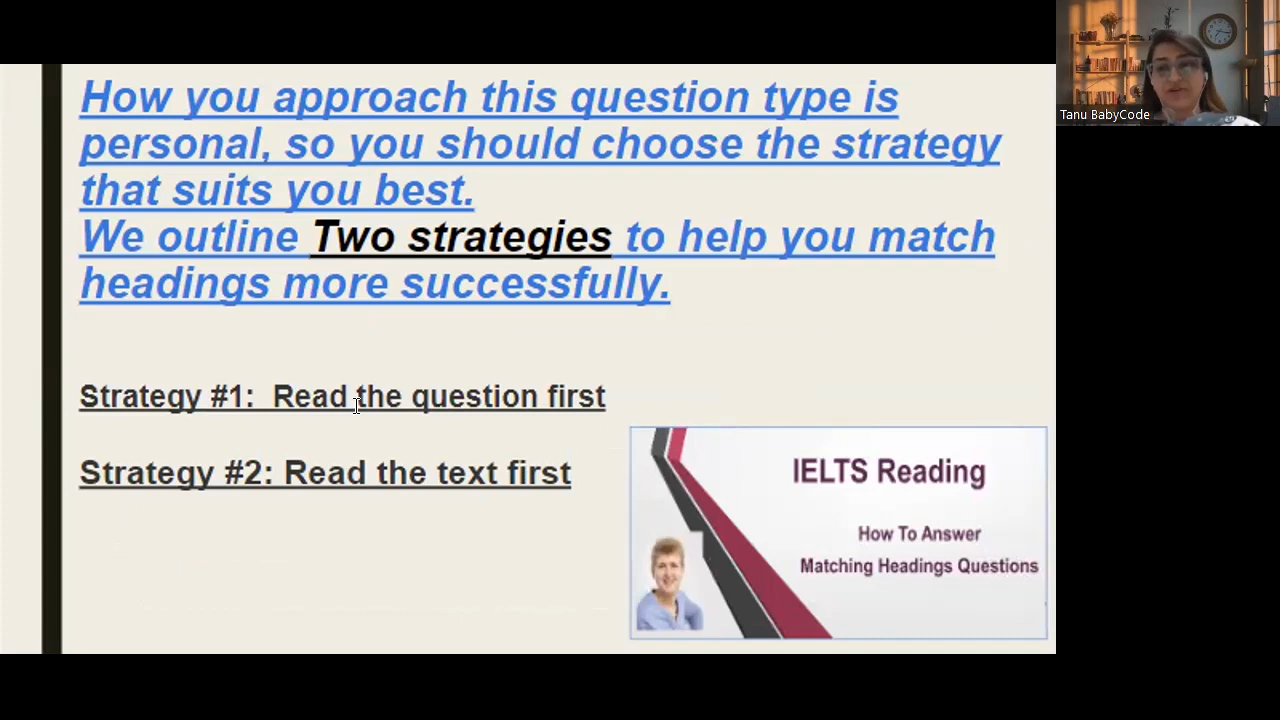 How you approach this question type is
personal, so you should choose the strategy
that suits you best.
We outline Two strategies to help you match
headings more successfully.
Strategy #1: Read the question first
Strategy #2: Read the text first
IELTS Reading
How To Answer
Matching Headings Questions
Tanu BabyCode